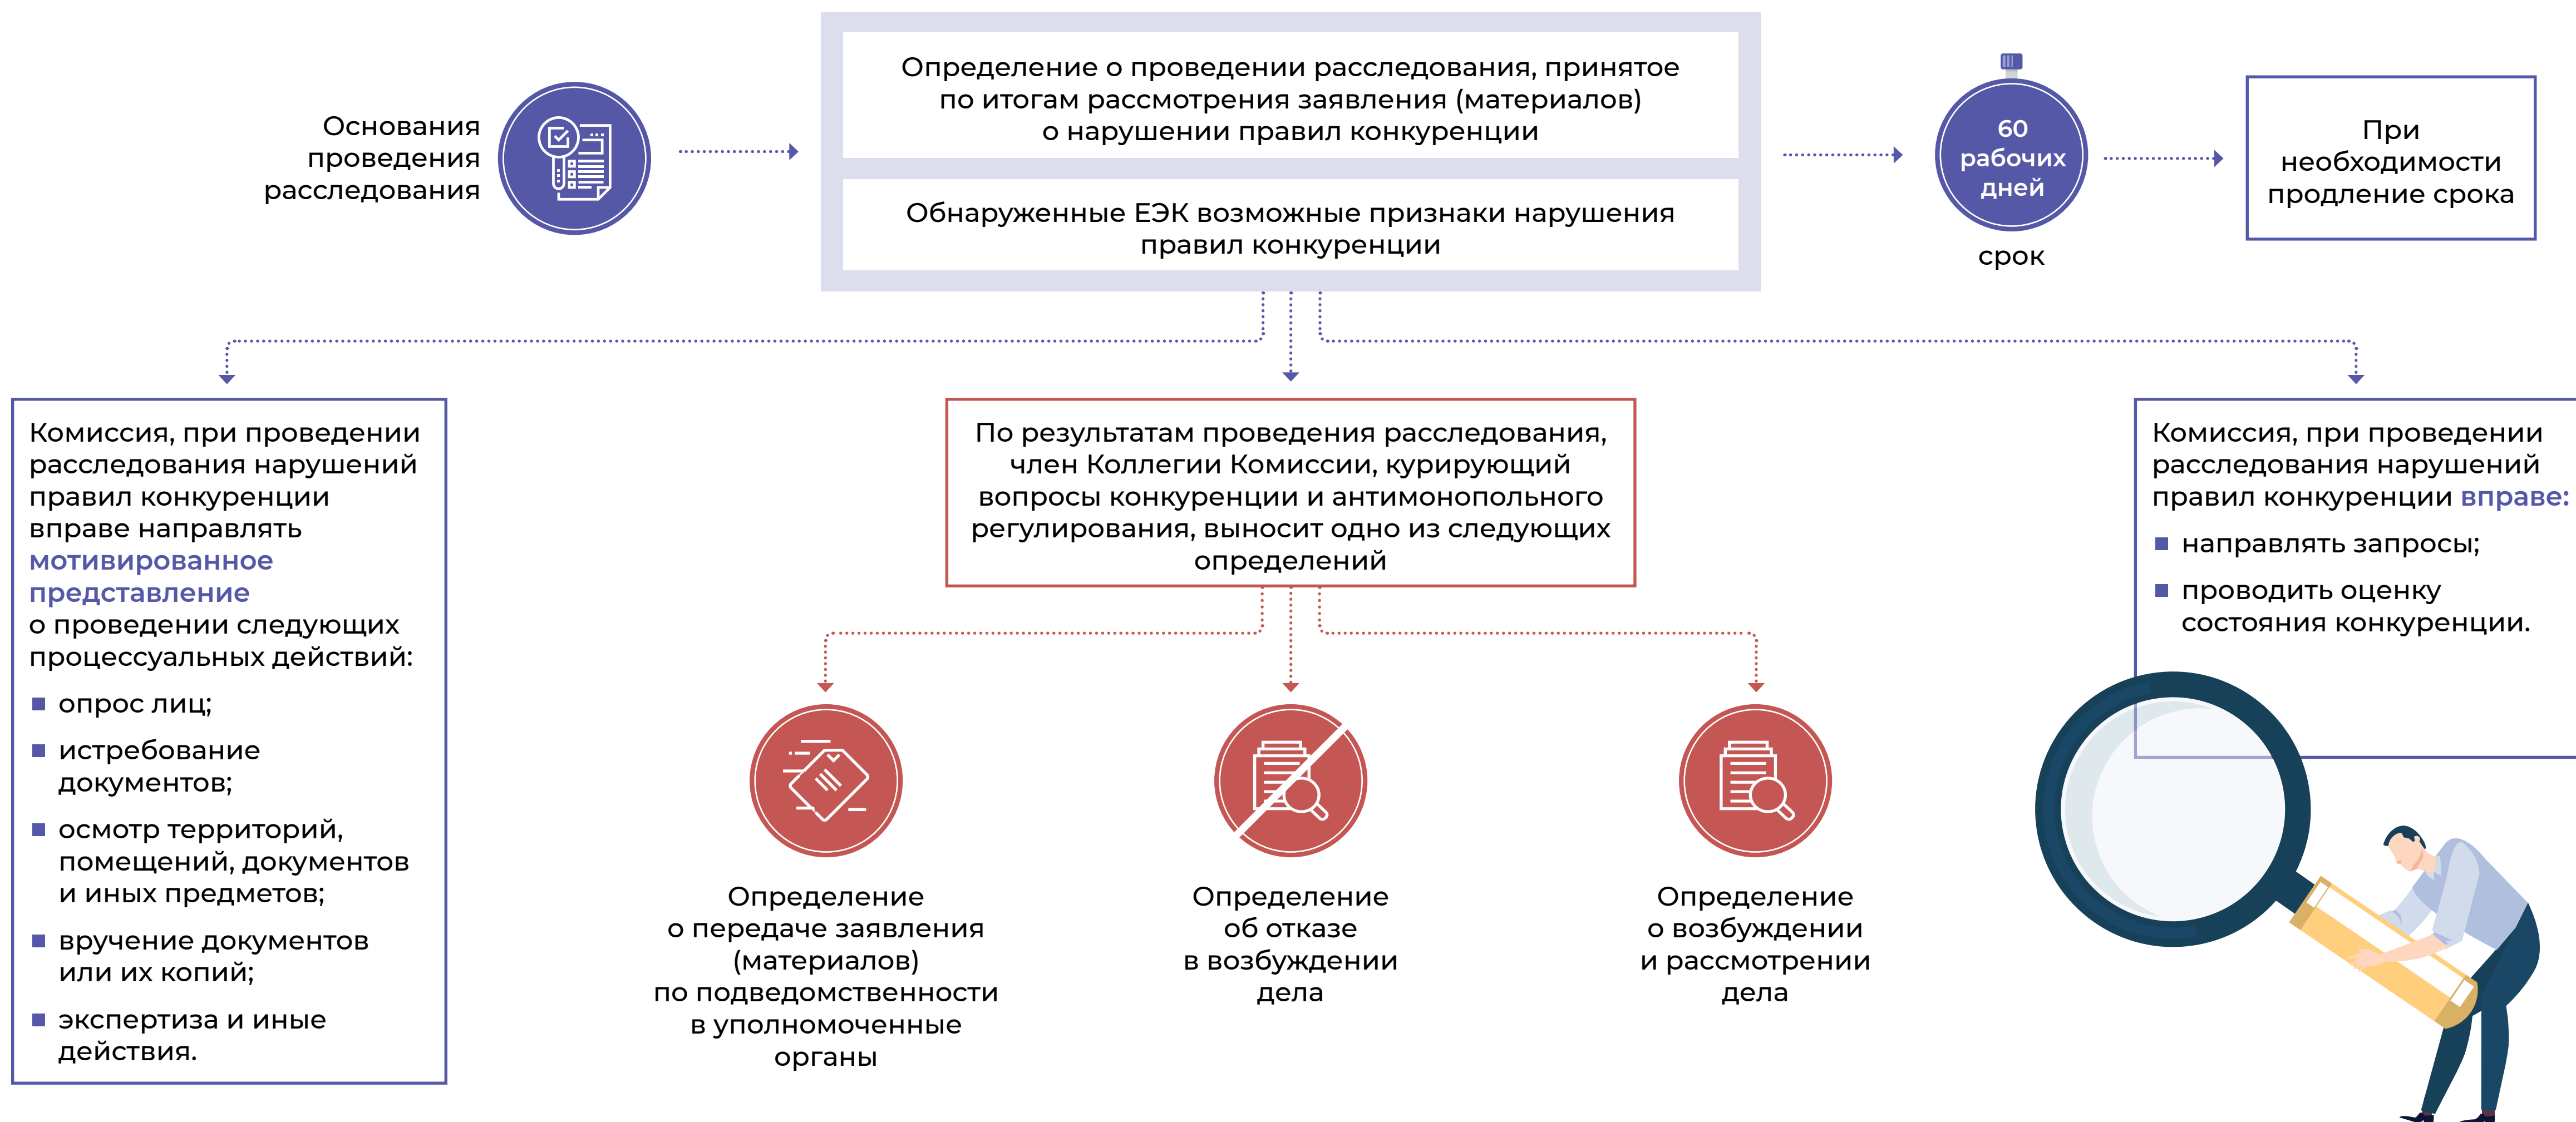 Основания
проведения
расследования
Определение о проведении расследования, принятое
по итогам рассмотрения заявления (материалов)
о нарушении правил конкуренции
Обнаруженные ЕЭК возможные признаки нарушения
правил конкуренции
60
рабочих
дней
срок
При
необходимости
продление срока
Комиссия, при проведении
расследования нарушений
правил конкуренции
вправе направлять
мотивированное
представление
о проведении следующих
процессуальных действий:
опрос лиц;
истребование
документов;
осмотр территорий,
помещений, документов
и иных предметов;
вручение документов
или их копий;
экспертиза и иные
действия.
По результатам проведения расследования,
член Коллегии Комиссии, курирующий
вопросы конкуренции и антимонопольного
регулирования, выносит одно из следующих
определений
Определение
о передаче заявления
(материалов)
по подведомственности
в уполномоченные
органы
Определение
об отказе
в возбуждении
дела
Определение
о возбуждении
и рассмотрении
дела
Комиссия, при проведении
расследования нарушений
правил конкуренции вправе:
направлять запросы;
проводить оценку
состояния конкуренции.